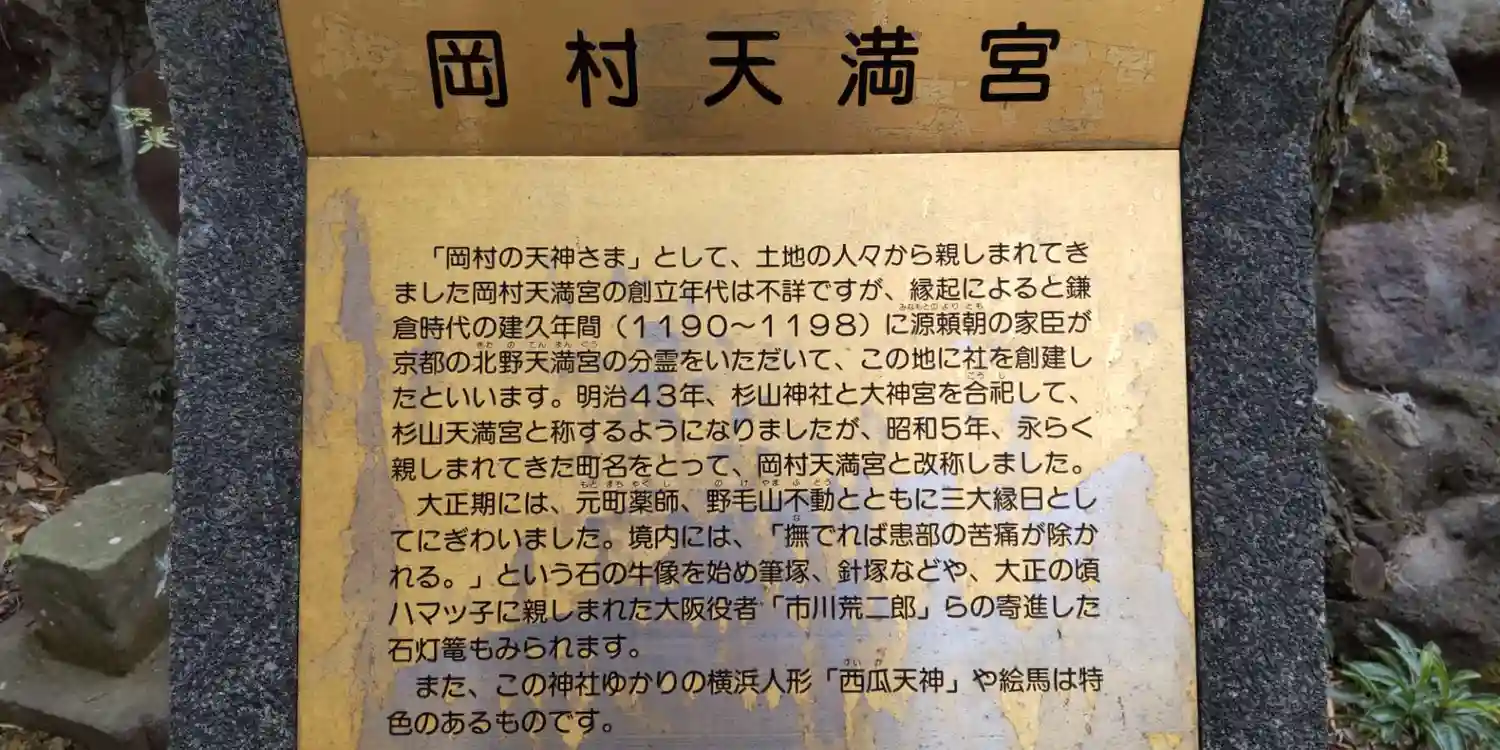 岡村天満宮
「岡村の天神さま」として、土地の人々から親しまれてき
ました岡村天満宮の創立年代は不詳ですが、縁起によると鎌
倉時代の建久年間（1190～1198）に源頼朝の家臣が
京都の北野天満宮の分霊をいただいて、この地に社を創建し
たといいます。明治43年、杉山神社と大神宮を合祀して、
杉山天満宮と称するようになりましたが、昭和5年、永らく
親しまれてきた町名をとって、岡村天満宮と改称しました。
大正期には、元町薬師、野毛山不動とともに三大縁日とし
てにぎわいました。境内には、「撫でれば患部の苦痛が除か
れる。」という石の牛像を始め筆塚、針塚などや、大正の頃
ハマッ子に親しまれた大阪役者「市川荒二郎」らの寄進した
石灯篭もみられます。
また、この神社ゆかりの横浜人形「西瓜天神」や絵馬は特
色のあるものです。